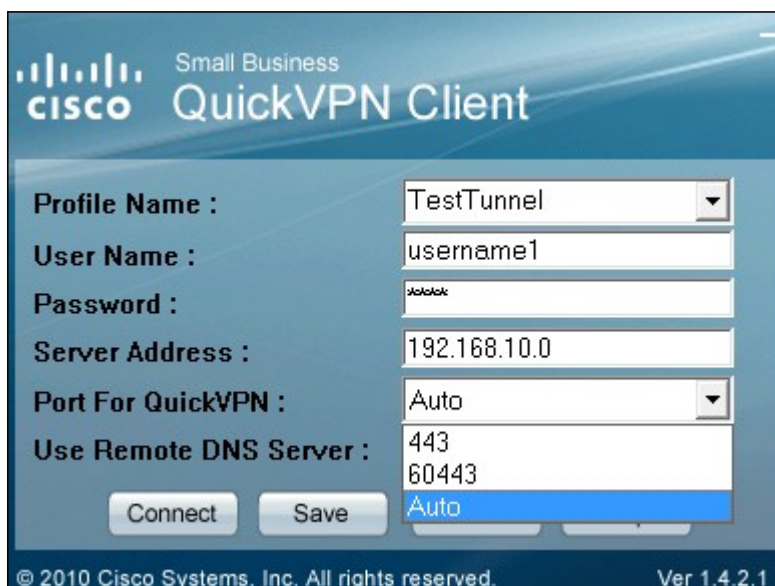 Small Business
CISCO QuickVPN Client
Profile Name : TestTunnel
User Name : username1
Password : *****
Server Address : 192.168.10.0
Port For QuickVPN : Auto
443
60443
Auto
Use Remote DNS Server :
Connect Save
© 2010 Cisco Systems, Inc. All rights reserved. Ver 1.4.2.1